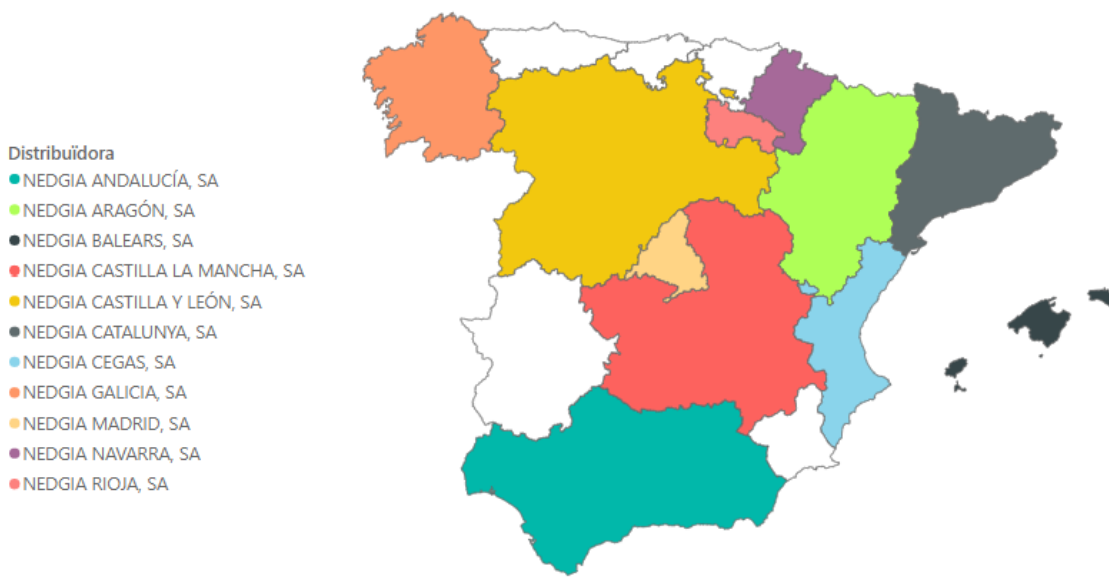 Distribuïdora
NEDGIA ANDALUCÍA, SA
NEDGIA ARAGÓN, SA
NEDGIA BALEARS, SA
NEDGIA CASTILLA LA MANCHA, SA
NEDGIA CASTILLA Y LEÓN, SA
NEDGIA CATALUNYA, SA
NEDGIA CEGAS, SA
NEDGIA GALICIA, SA
NEDGIA MADRID, SA
NEDGIA NAVARRA, SA
NEDGIA RIOJA, SA